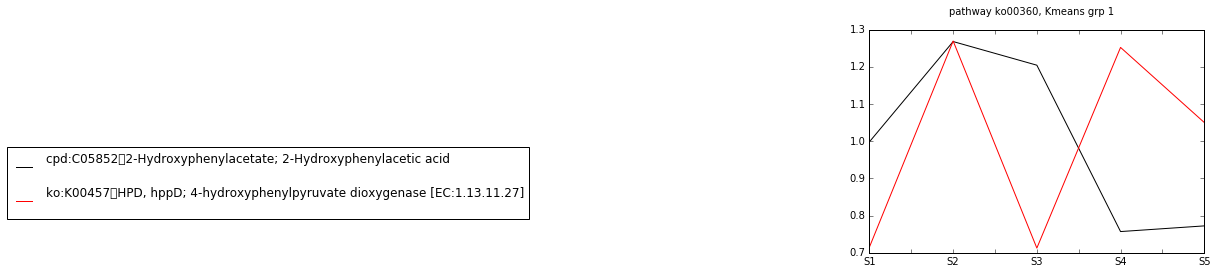 pathway ko00360, Kmeans grp 1
1.3
1.2
1.1
1.0
0.9
0.8
0.7
S1 S2 S3 S4 S5
cpd:C05852▯2-Hydroxyphenylacetate; 2-Hydroxyphenylacetic acid
ko:K00457▯HPD, hppD; 4-hydroxyphenylpyruvate dioxygenase [EC:1.13.11.27]